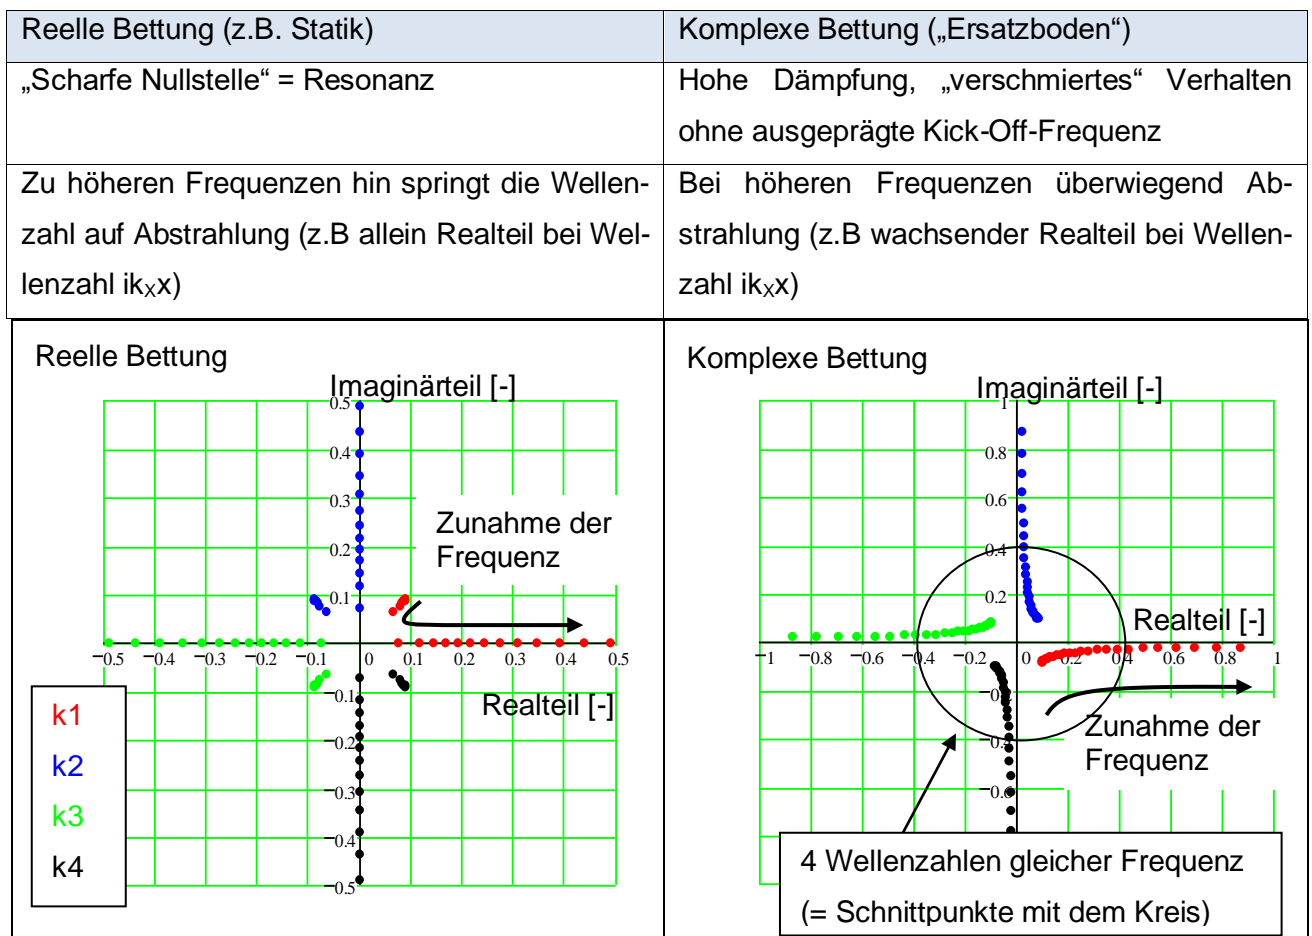 Reelle Bettung (z.B. Statik)
Komplexe Bettung („Ersatzboden“)
„Scharfe Nullstelle“ = Resonanz
Hohe Dämpfung, „verschmiertes“ Verhalten
ohne ausgeprägte Kick-Off-Frequenz
Zu höheren Frequenzen hin springt die Wellen-
zahl auf Abstrahlung (z.B allein Realteil bei Wel-
lenzahl ikXx)
Bei höheren Frequenzen überwiegend Ab-
strahlung (z.B wachsender Realteil bei Wellen-
zahl ikXx)
Reelle Bettung
Imaginärteil [-]
0.5
0.4
0.3
0.2
0.1
−0.5 −0.4 −0.3 −0.2 −0.1 0 0.1 0.2 0.3 0.4 0.5
−0.1
−0.2
−0.3
−0.4
−0.5
Zunahme der
Frequenz
Realteil [-]
k1
k2
k3
k4
Komplexe Bettung
Imaginärteil [-]
1
0.8
0.6
0.4
0.2
Realteil [-]
−1 −0.8 −0.6 −0.4 −0.2 0 0.2 0.4 0.6 0.8 1
−0.2
−0.4
−0.6
Zunahme der
Frequenz
4 Wellenzahlen gleicher Frequenz
(= Schnittpunkte mit dem Kreis)